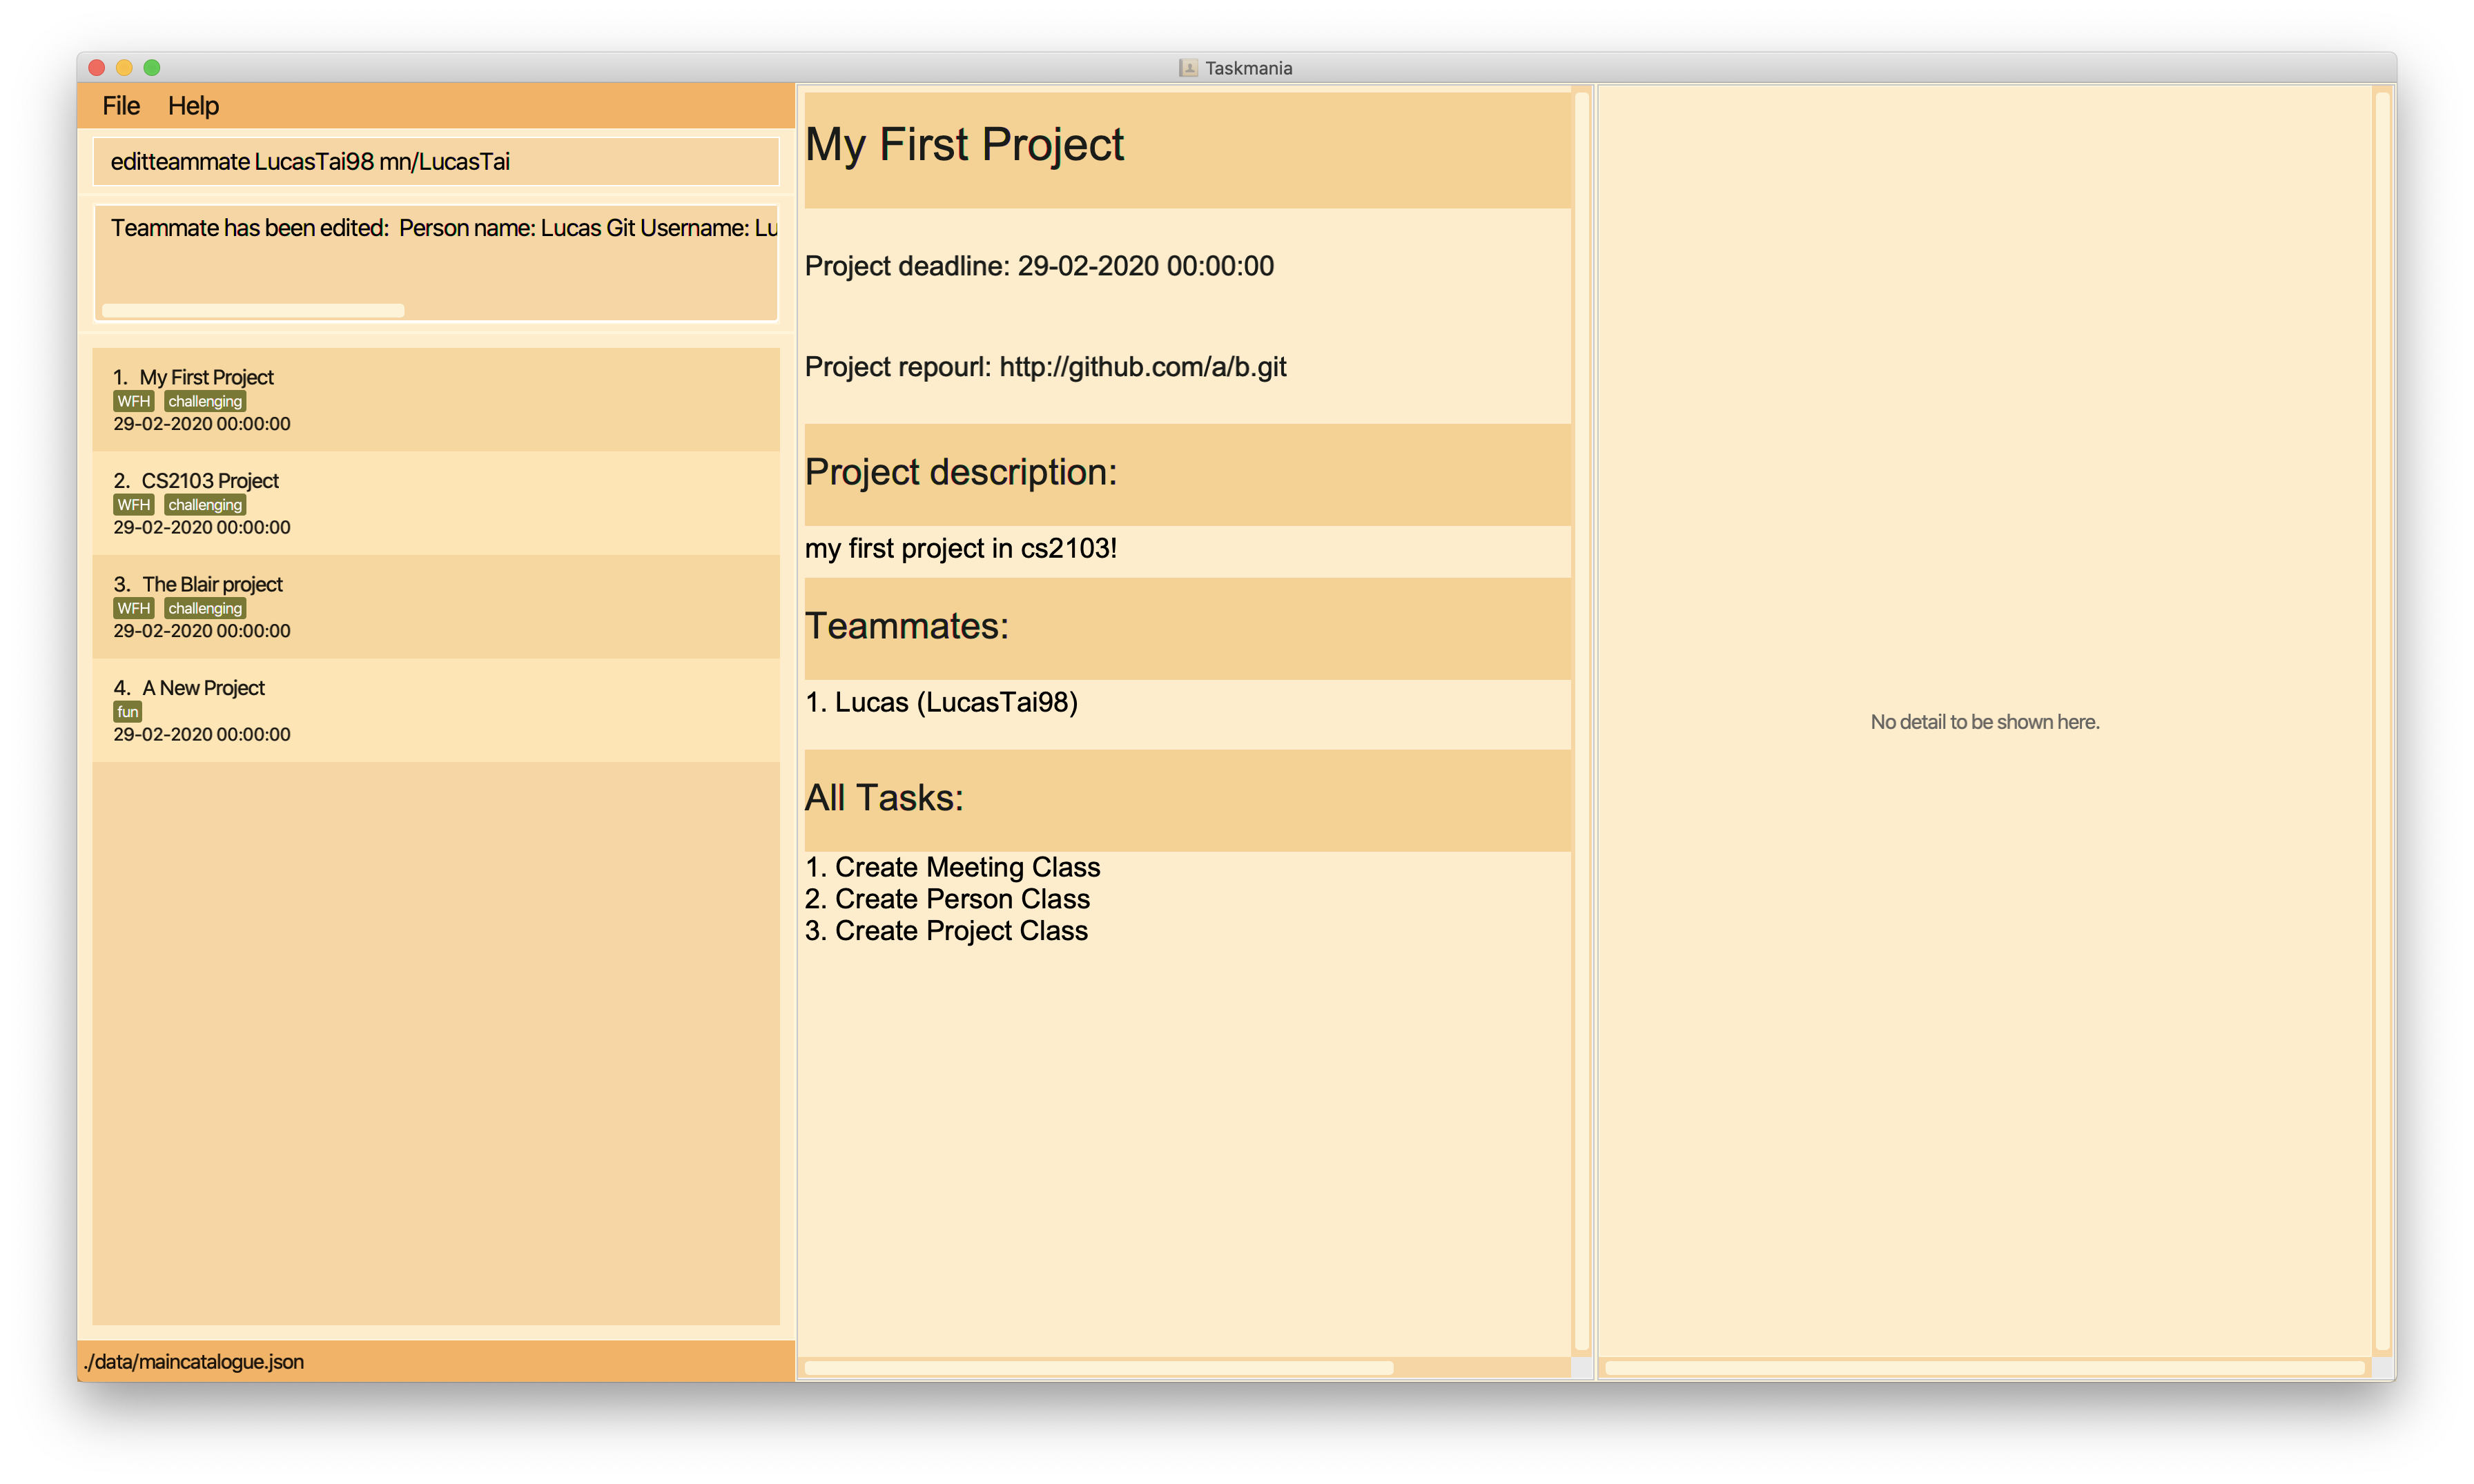 Taskmania
File Help
editteammate LucasTai98 mn/LucasTai
Teammate has been edited:  Person name: Lucas Git Username: Lu
1. My First Project
WFH challenging
29-02-2020 00:00:00
2. CS2103 Project
WFH challenging
29-02-2020 00:00:00
3. The Blair project
WFH challenging
29-02-2020 00:00:00
4. A New Project
fun
29-02-2020 00:00:00
./data/maincatalogue.json
My First Project
Project deadline: 29-02-2020 00:00:00
Project repourl: http://github.com/a/b.git
Project description:
my first project in cs2103!
Teammates:
1. Lucas (LucasTai98)
All Tasks:
1. Create Meeting Class
2. Create Person Class
3. Create Project Class
No detail to be shown here.